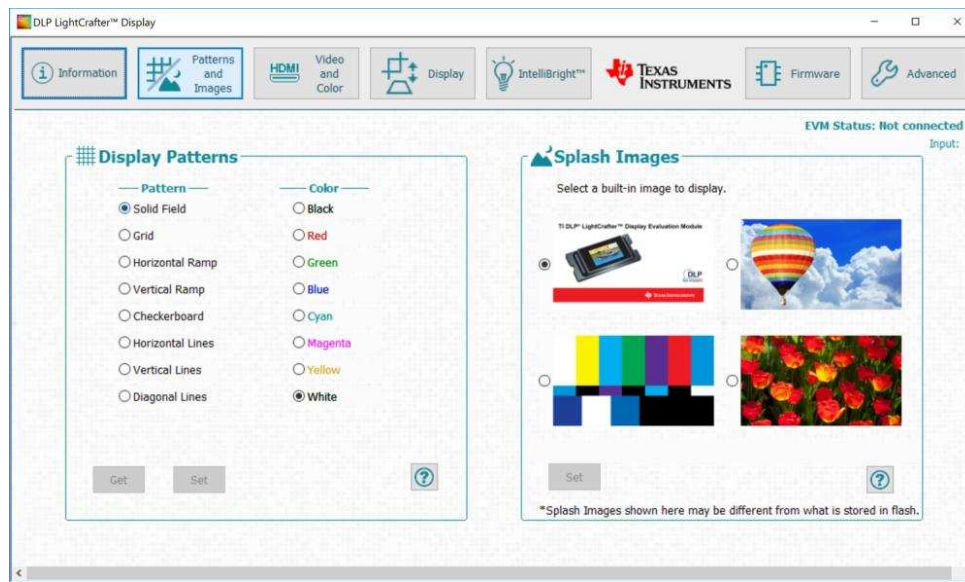 DLP LightCrafter™ Display
Information
Patterns
and
Images
HDMI
Video
and
Color
Display
IntelliBright™
TEXAS
INSTRUMENTS
Firmware
Advanced
EVM Status: Not connected
Input:
Display Patterns
Pattern
Color
Solid Field
Black
Grid
Red
Horizontal Ramp
Green
Vertical Ramp
Blue
Checkerboard
Cyan
Horizontal Lines
Magenta
Vertical Lines
Yellow
Diagonal Lines
White
Get
Set
?
Splash Images
Select a built-in image to display.
TI DLP® LightCrafter™ Display Evaluation Module
DLP
Texas Instruments
Set
?
*Splash Images shown here may be different from what is stored in flash.